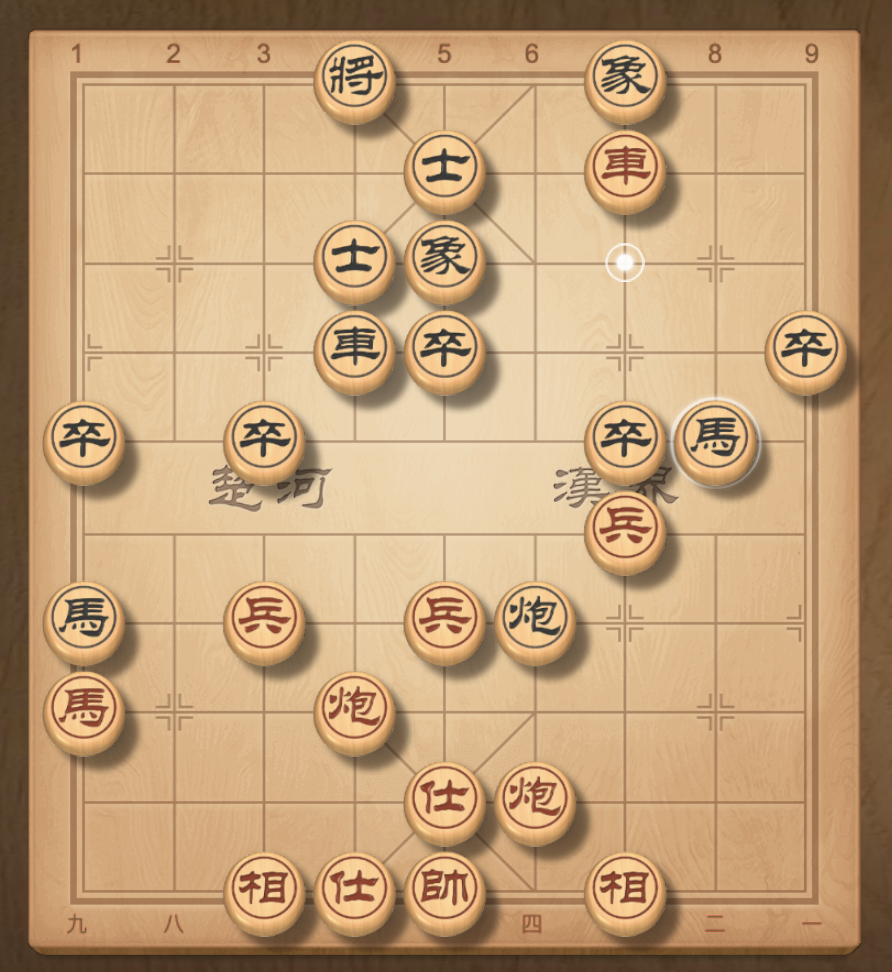 1 2 3 5 6 8 9
將 象
士 車
士 象
車 卒 卒
卒 卒 卒 馬
楚河 漢界
兵
馬 兵 兵 炮
馬 炮
仕 炮
相 仕 帥 相
九 八 四 二 一